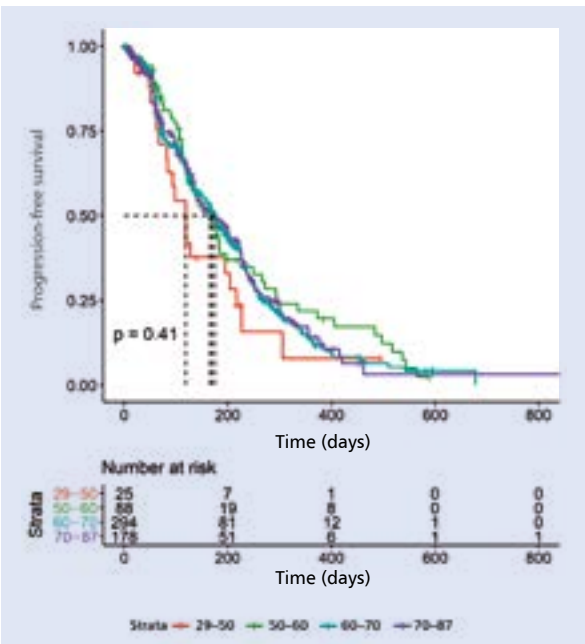 Progression-free survival
1.00
0.75
0.50
0.25
0.00
p = 0.41
0 200 400 600 800
Time (days)
Number at risk
Strata
29–50 25 7 1 0 0
50–60 88 19 8 0 0
60–70 294 81 12 1 0
70–87 178 51 6 1 1
0 200 400 600 800
Time (days)
Strata 29–50 50–60 60–70 70–87